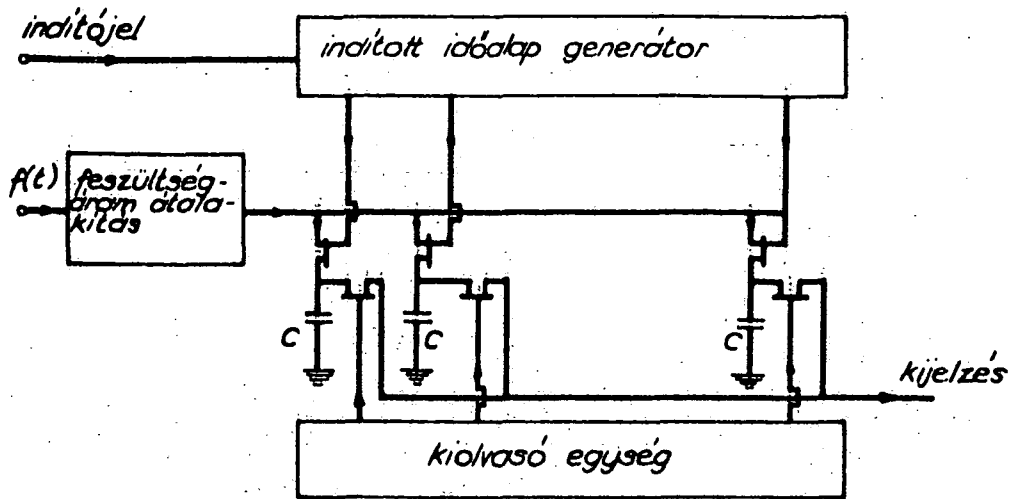 indítójel
indított időalap generátor
f(t)
feszültség-
áram átala-
kítás
C
C
C
kijelzés
kiolvasó egység